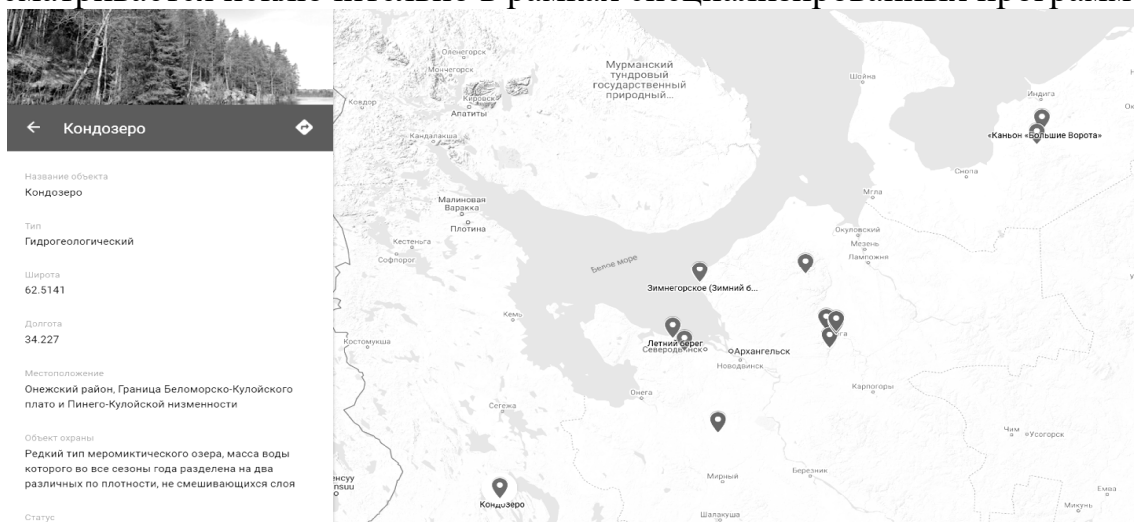 Кондозеро
Название объекта
Кондозеро
Тип
Гидрогеологический
Широта
62.5141
Долгота
34.227
Местоположение
Онежский район, Граница Беломорско-Кулойского
плато и Пинего-Кулойской низменности
Объект охраны
Редкий тип меромиктического озера, масса воды
которого во все сезоны года разделена на два
различных по плотности, не смешивающихся слоя
Статус
Оленегорск
Мончегорск
Ковдор
Кировск
Апатиты
Кандалакша
Мурманский
тундровый
государственный
природный...
Шойна
Индига
«Каньон «Большие Ворота»
Снопа
Мгла
Малиновая
Варакка
Плотина
Кестеньга
Софпорог
Окуловский
Мезень
Лампожня
Белое море
Зимнегорское (Зимний б...
Кемь
Костомукша
Летний берег
Северодвинск
Архангельск
Новодвинск
Онега
Карпогоры
Сегежа
Чим
Усогорск
Мирный
Березник
Кондозеро
Емва
Микунь
Шалакуша